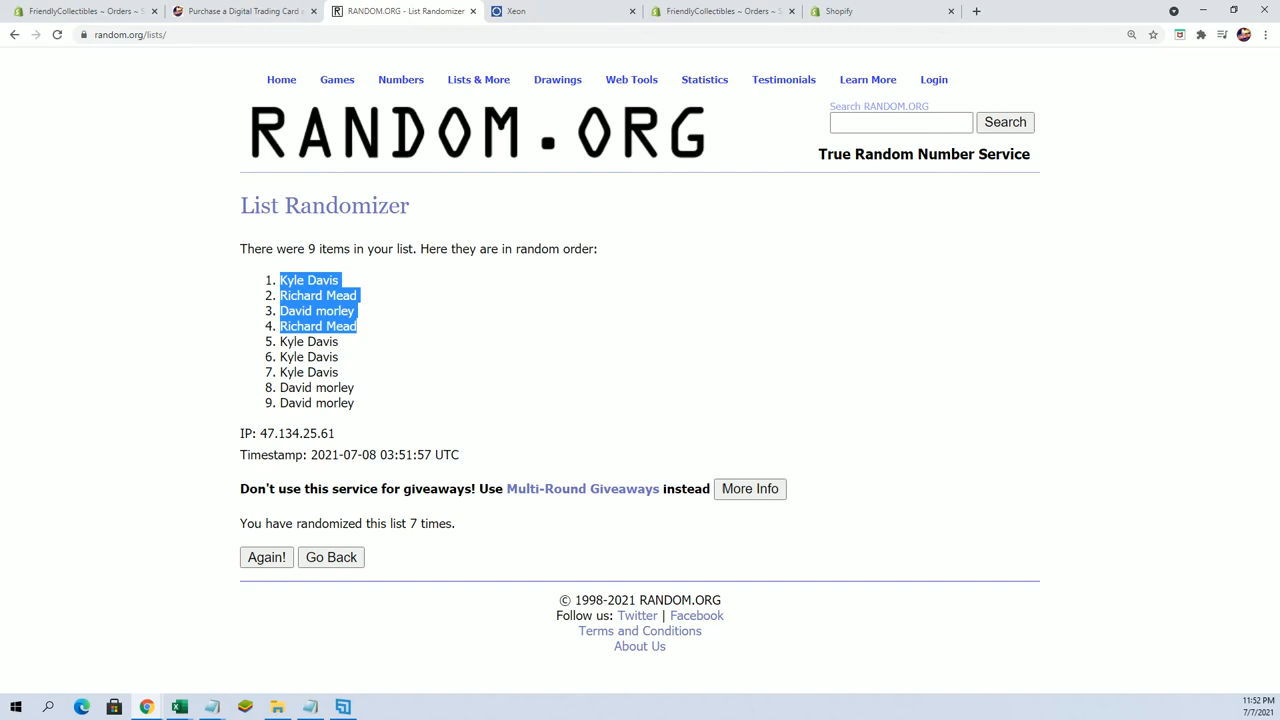 FriendlyCollectibles ~ Orders ~ S
Purchase a Digital Trading Card
RANDOM.ORG - List Randomizer
Xeon
FriendlyCollectibles ~ Orders ~ S
Shopify
random.org/lists/
Home Games Numbers Lists & More Drawings Web Tools Statistics Testimonials Learn More Login
RANDOM.ORG
Search RANDOM.ORG
Search
True Random Number Service
List Randomizer
There were 9 items in your list. Here they are in random order:
1. Kyle Davis
2. Richard Mead
3. David morley
4. Richard Mead
5. Kyle Davis
6. Kyle Davis
7. Kyle Davis
8. David morley
9. David morley
IP: 47.134.25.61
Timestamp: 2021-07-08 03:51:57 UTC
Don't use this service for giveaways! Use Multi-Round Giveaways instead More Info
You have randomized this list 7 times.
Again! Go Back
© 1998-2021 RANDOM.ORG
Follow us: Twitter | Facebook
Terms and Conditions
About Us
11:52 PM
7/7/2021